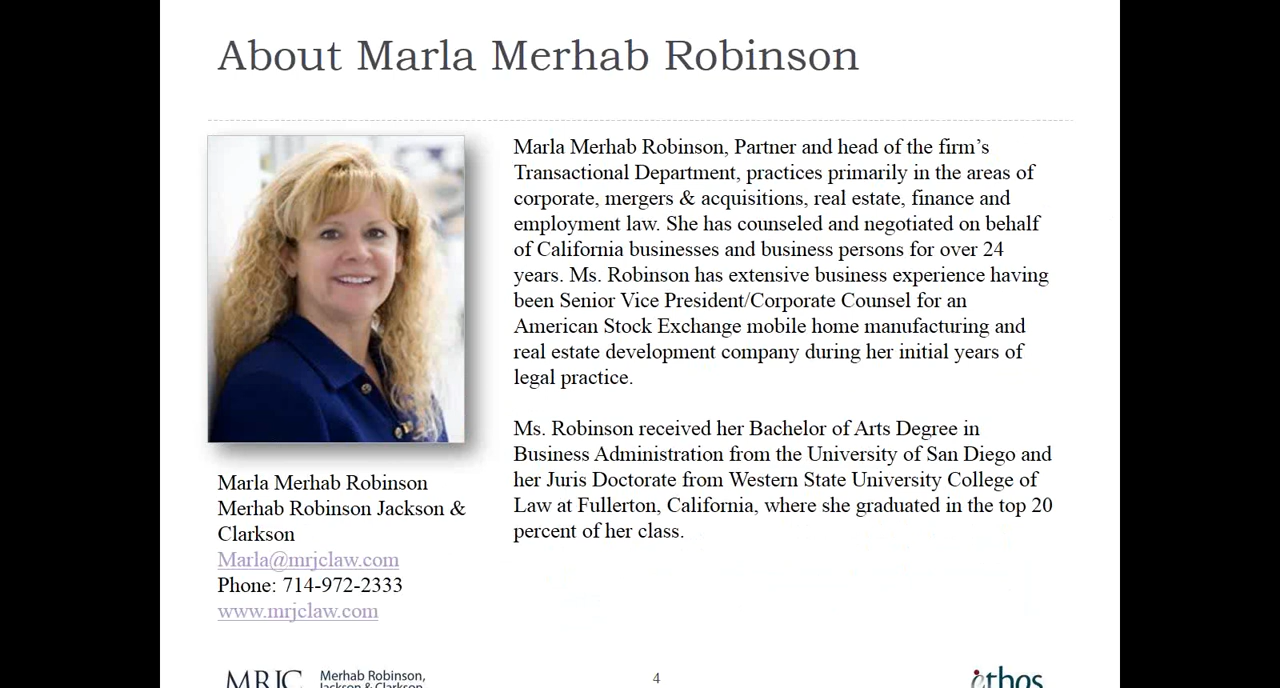 About Marla Merhab Robinson
Marla Merhab Robinson, Partner and head of the firm’s
Transactional Department, practices primarily in the areas of
corporate, mergers & acquisitions, real estate, finance and
employment law. She has counseled and negotiated on behalf
of California businesses and business persons for over 24
years. Ms. Robinson has extensive business experience having
been Senior Vice President/Corporate Counsel for an
American Stock Exchange mobile home manufacturing and
real estate development company during her initial years of
legal practice.
Ms. Robinson received her Bachelor of Arts Degree in
Business Administration from the University of San Diego and
her Juris Doctorate from Western State University College of
Law at Fullerton, California, where she graduated in the top 20
percent of her class.
Marla Merhab Robinson
Merhab Robinson Jackson &
Clarkson
Marla@mrjclaw.com
Phone: 714-972-2333
www.mrjclaw.com
MRJC
Merhab Robinson,
Jackson & Clarkson
4
ethos